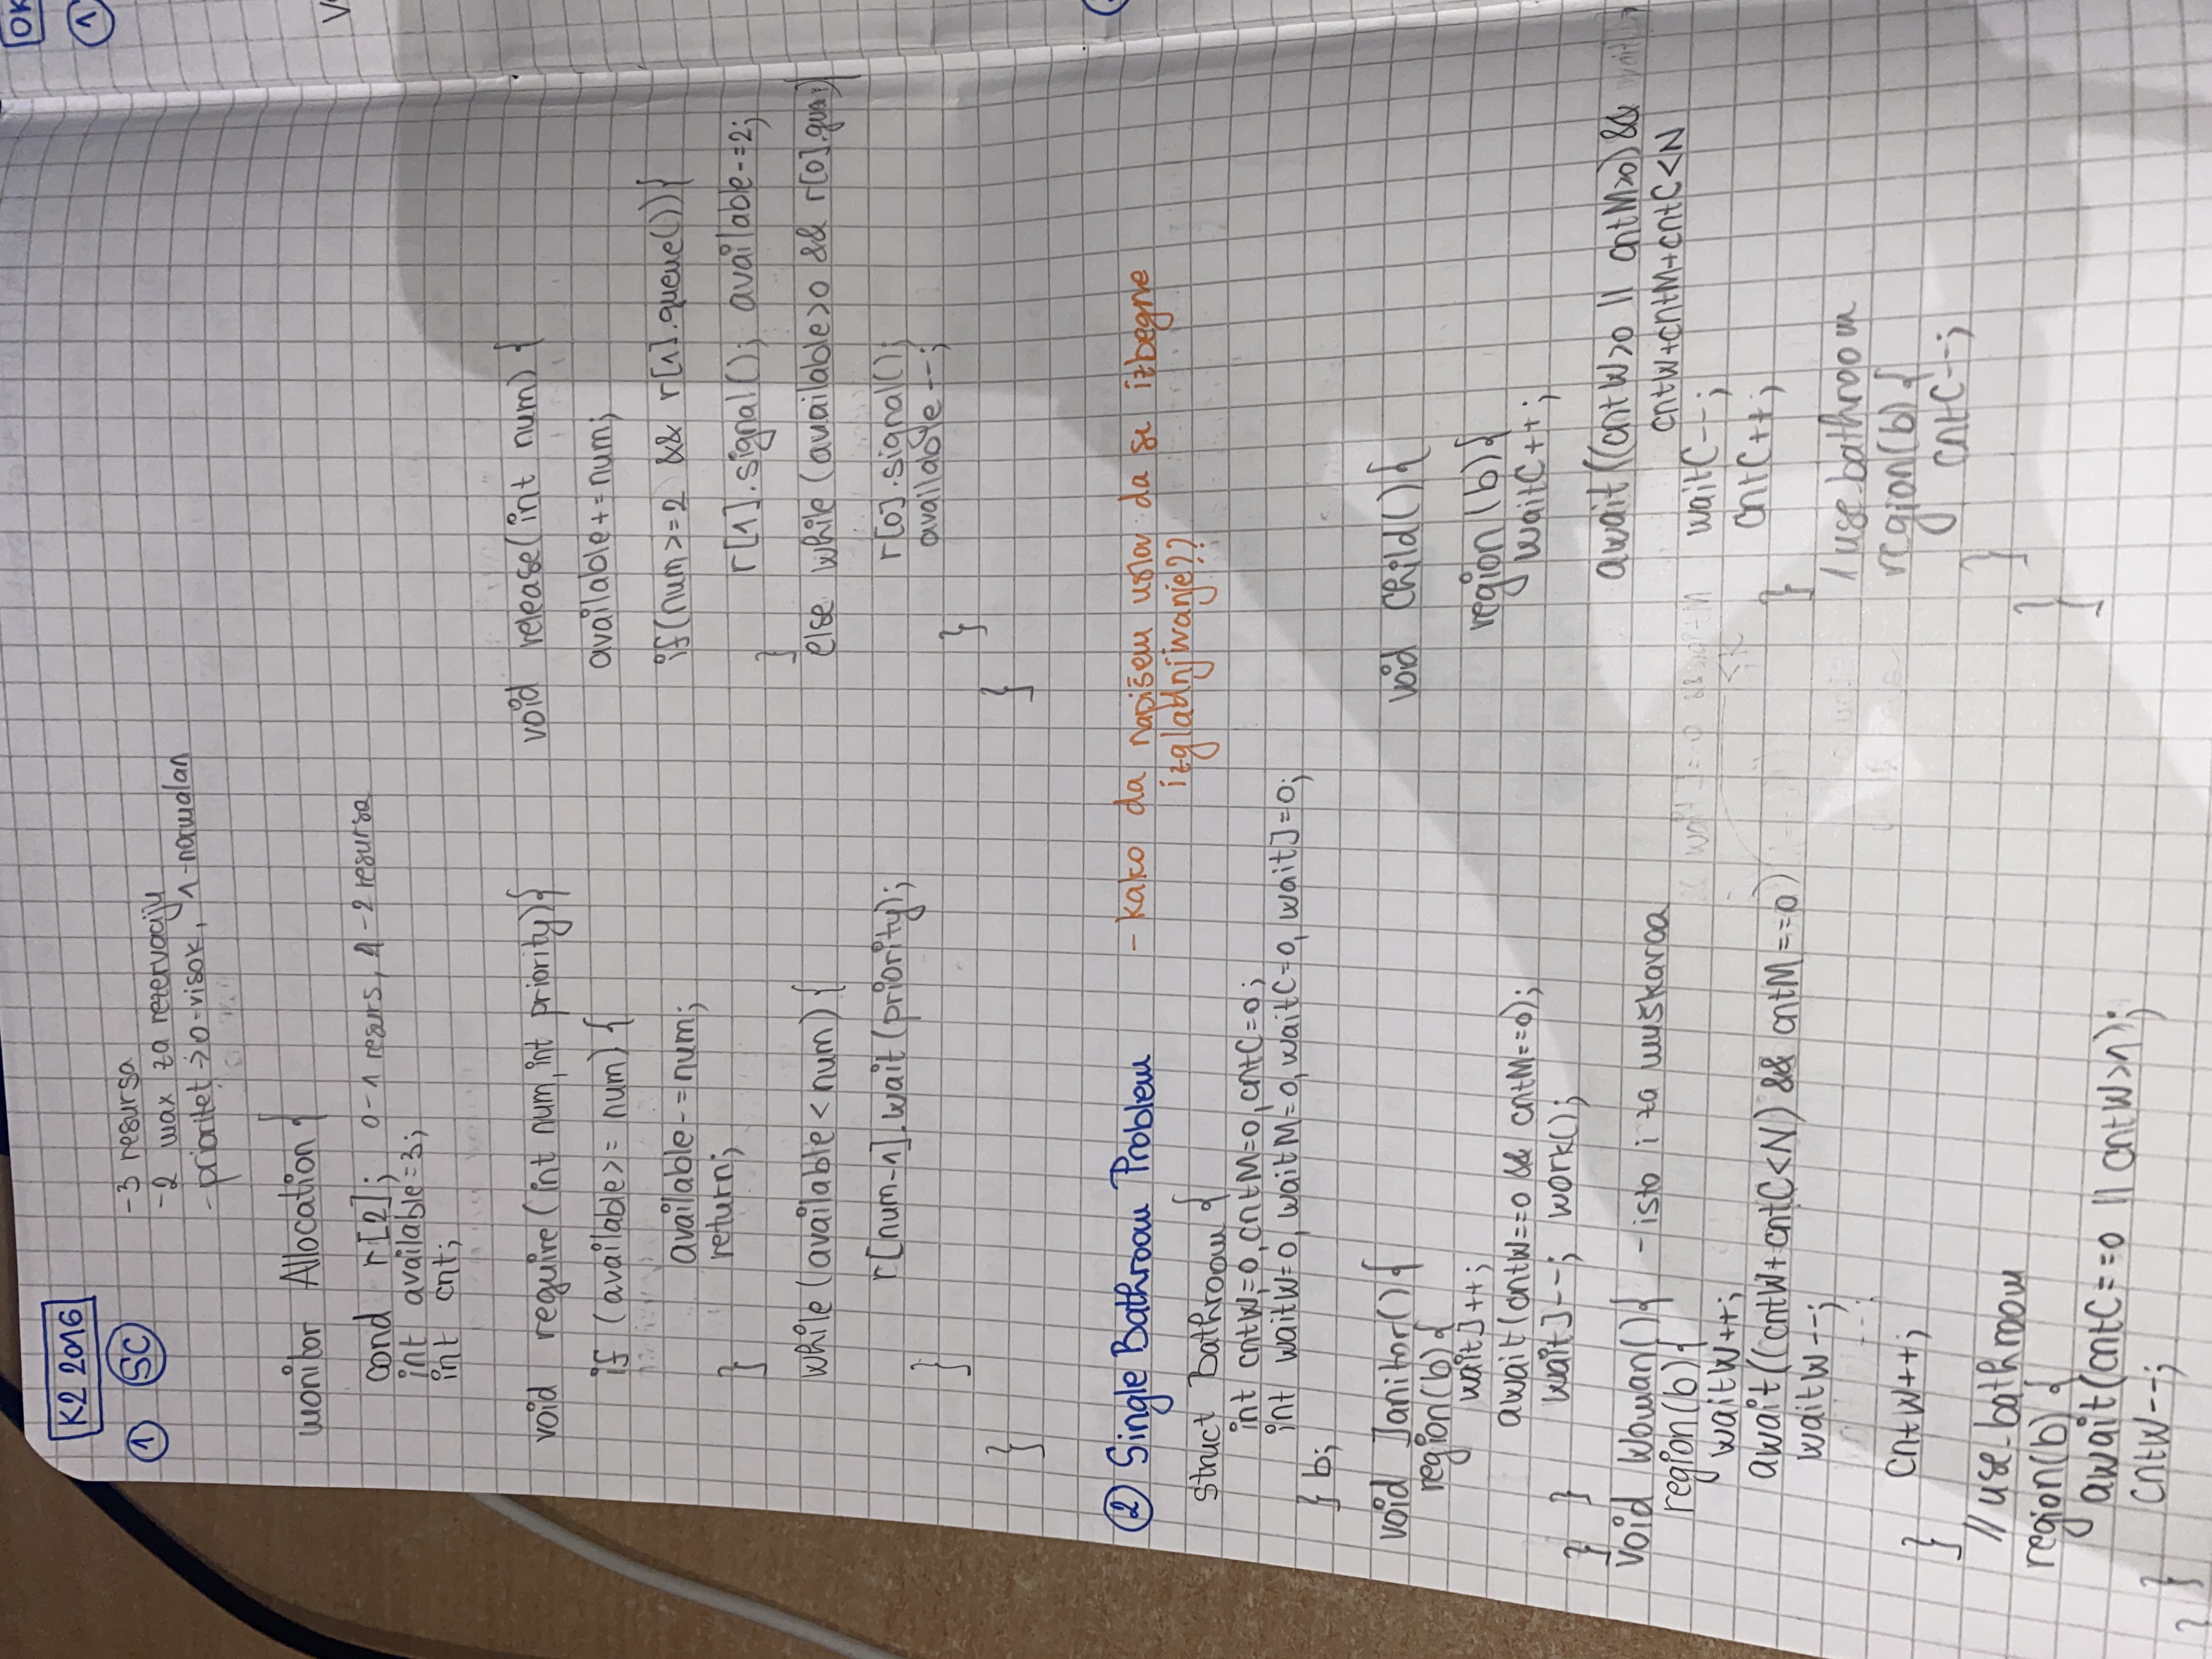 K2 2016
① SC
-3 resursa
-2 max za rezervaciju
-prioritet → 0-visok, 1-normalan
monitor Allocation {
cond r[2]; 0-1 resurs, 1-2 resursa
int available=3;
int cnt;
void require(int num, int priority){
if (available >= num) {
available -= num;
return;
}
while (available < num) {
r[num-1].wait(priority);
}
}
void release(int num) {
available += num;
if(num >= 2 && r[1].queue()){
r[1].signal(); available -= 2;
}
else while (available>0 && r[0].
r[0].signal();
available --;
}
}
② Single Bathroom Problem
- kako da napišem uslov da se izbegne
izgladnjivanje??
struct Bathroom {
int cntW=0, cntM=0, cntC=0;
int waitW=0, waitM=0, waitC=0, waitJ=0;
} b;
void Janitor() {
region(b) {
waitJ++;
await(cntW==0 && cntM==0);
waitJ--; work();
} }
void Woman(){ - isto i za muškarca
region(b) {
waitW++;
await((cntW+cntC<N) && cntM==0)
waitW--;
cntW++;
}
//use_bathroom
region(b) {
await(cntC==0 || cntW>1);
cntW--;
}
}
void Child() {
region(b) {
waitC++;
await((cntW>0 || cntM>0) &&
cntW+cntM+cntC<N
waitC--;
cntC++;
}
/ use_bathroom
region(b) {
cntC--;
}
}
OK
①